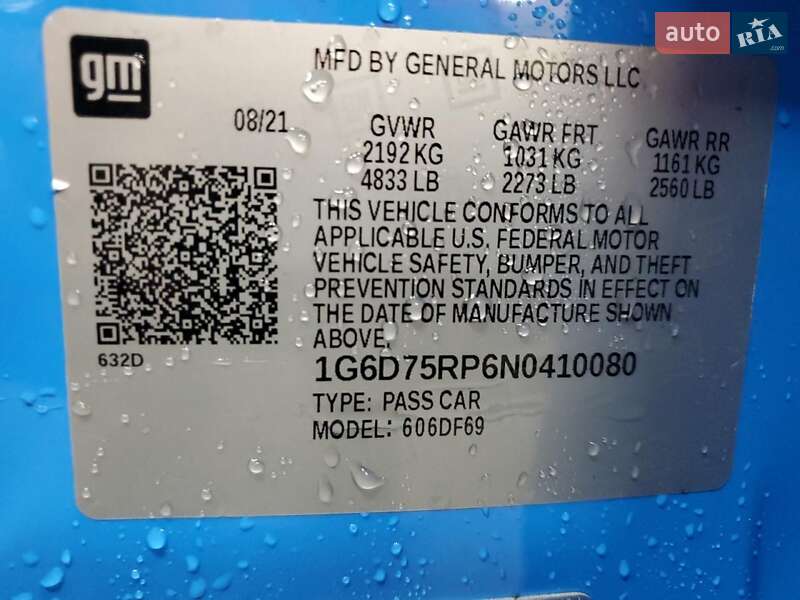 auto RIA.com
gm
MFD BY GENERAL MOTORS LLC
08/21
GVWR GAWR FRT GAWR RR
2192 KG 1031 KG 1161 KG
4833 LB 2273 LB 2560 LB
THIS VEHICLE CONFORMS TO ALL
APPLICABLE U.S. FEDERAL MOTOR
VEHICLE SAFETY, BUMPER, AND THEFT
PREVENTION STANDARDS IN EFFECT ON
THE DATE OF MANUFACTURE SHOWN
ABOVE.
632D
1G6D75RP6N0410080
TYPE: PASS CAR
MODEL: 606DF69